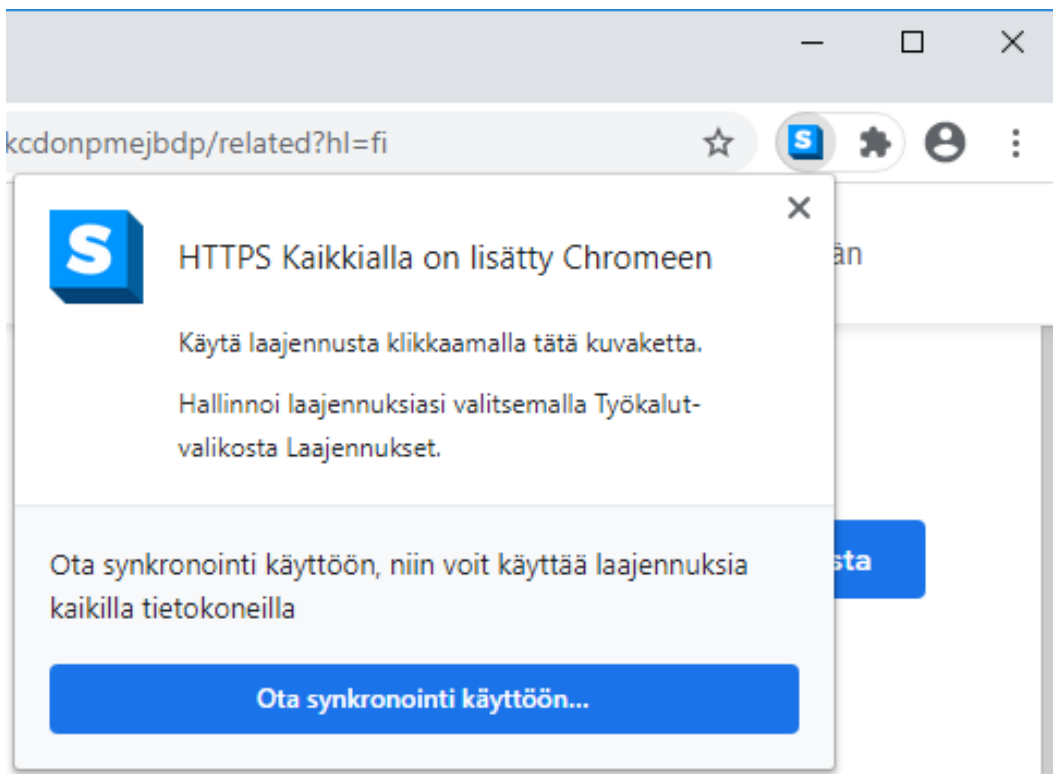 kcdonpmejbdp/related?hl=fi
S
S
HTTPS Kaikkialla on lisätty Chromeen
än
Käytä laajennusta klikkaamalla tätä kuvaketta.
Hallinnoi laajennuksiasi valitsemalla Työkalut-
valikosta Laajennukset.
Ota synkronointi käyttöön, niin voit käyttää laajennuksia
sta
kaikilla tietokoneilla
Ota synkronointi käyttöön...